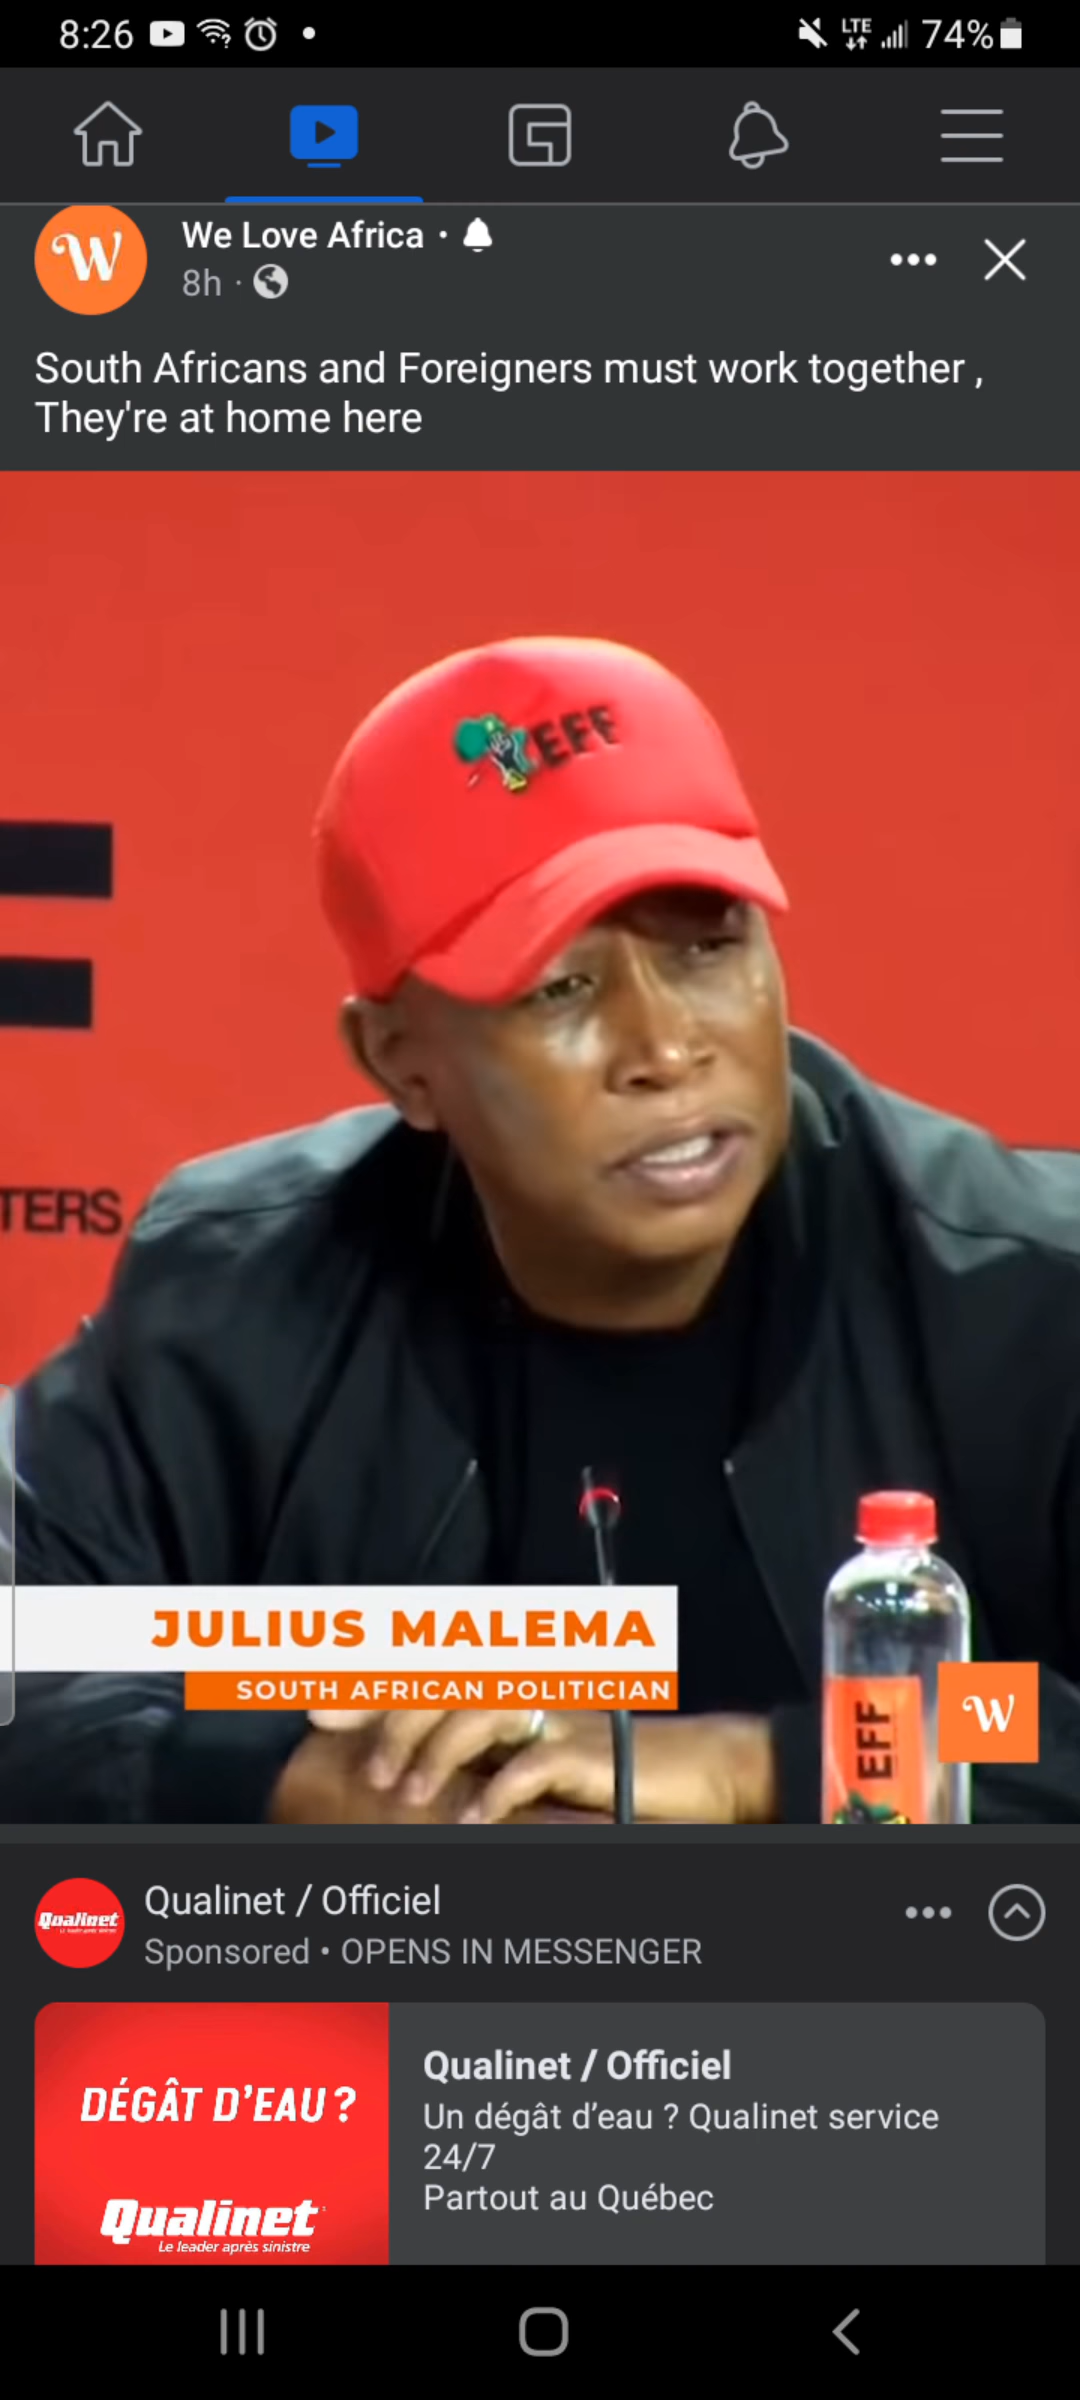 8:26
LTE 74%
We Love Africa ·
8h ·
South Africans and Foreigners must work together ,
They're at home here
EFF
TERS
JULIUS MALEMA
SOUTH AFRICAN POLITICIAN
EFF
W
Qualinet
Qualinet / Officiel
Sponsored • OPENS IN MESSENGER
DÉGÂT D'EAU ?
Qualinet
Le leader après sinistre
Qualinet / Officiel
Un dégât d'eau ? Qualinet service
24/7
Partout au Québec